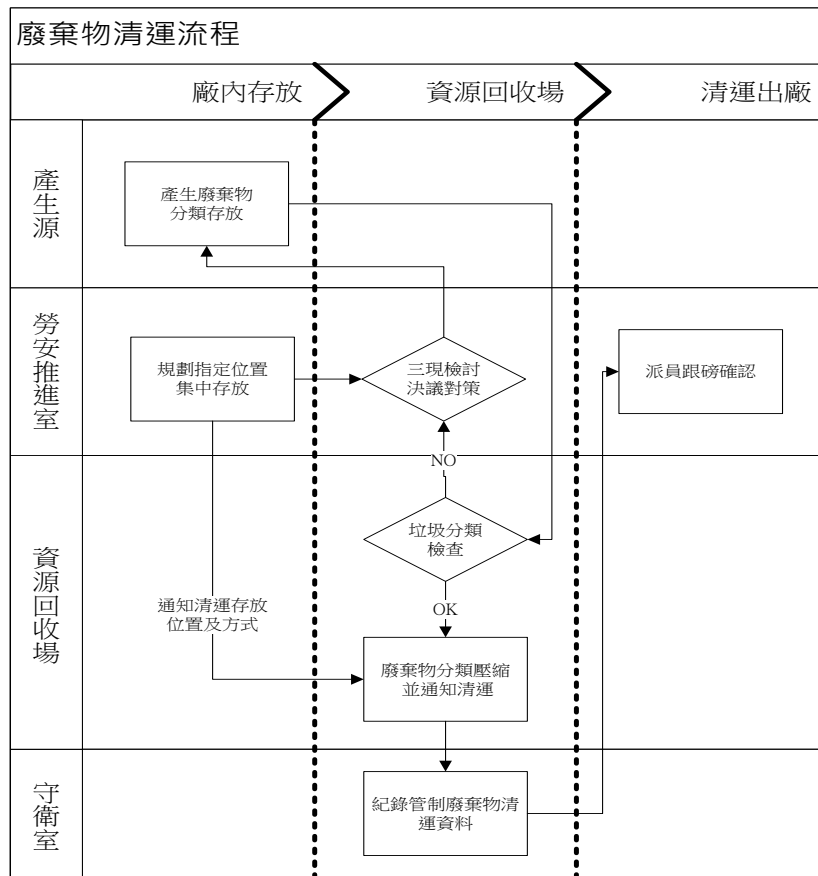 廢棄物清運流程
廠內存放
資源回收場
清運出廠
產生源
產生廢棄物
分類存放
勞安推進室
規劃指定位置
集中存放
三現檢討
決議對策
派員跟磅確認
NO
資源回收場
垃圾分類
檢查
OK
通知清運存放
位置及方式
廢棄物分類壓縮
並通知清運
守衛室
紀錄管制廢棄物清
運資料